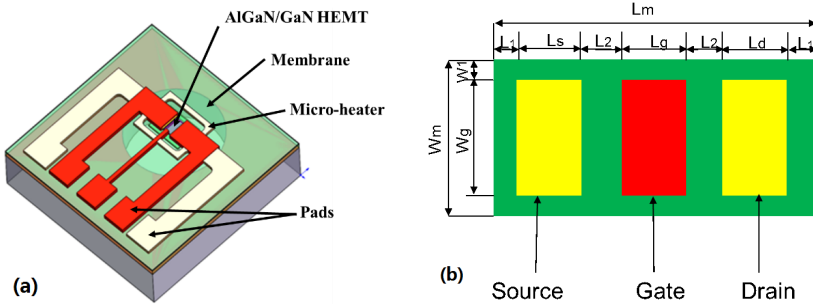 AlGaN/GaN HEMT
Membrane
Micro-heater
Pads
(a)
Lm
L1 Ls L2 Lg L2 Ld L1
W1
Wm
Wg
Source Gate Drain
(b)